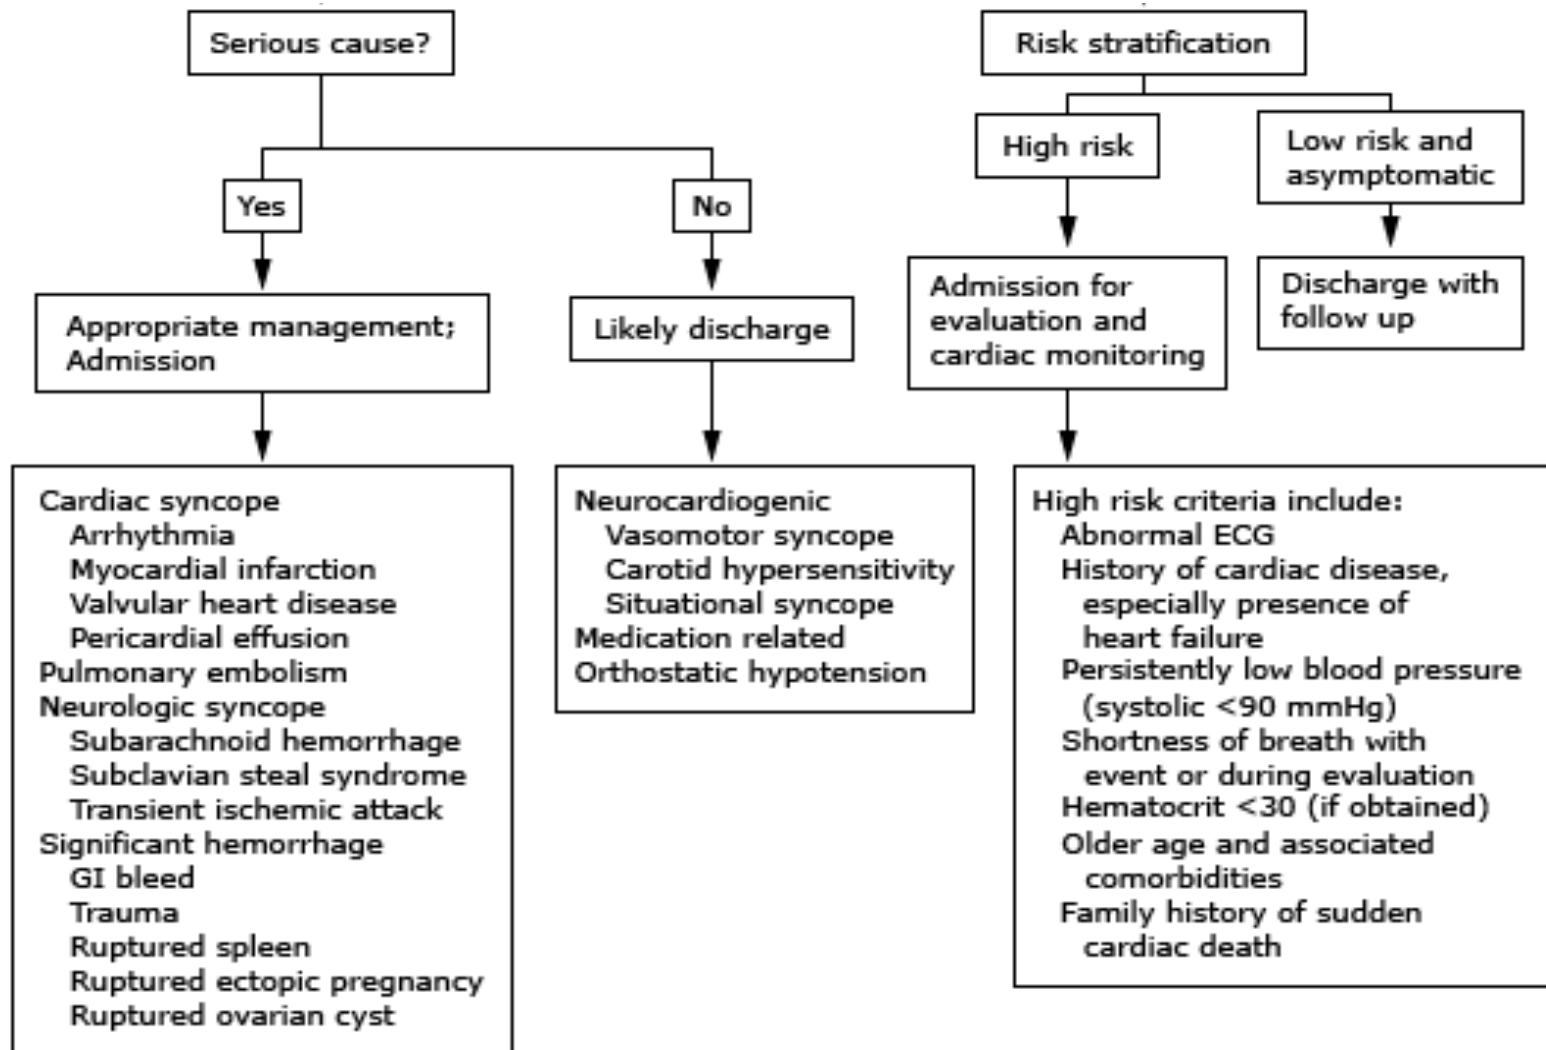 Serious cause?
Yes
No
Appropriate management;
Admission
Likely discharge
Cardiac syncope
Arrhythmia
Myocardial infarction
Valvular heart disease
Pericardial effusion
Pulmonary embolism
Neurologic syncope
Subarachnoid hemorrhage
Subclavian steal syndrome
Transient ischemic attack
Significant hemorrhage
GI bleed
Trauma
Ruptured spleen
Ruptured ectopic pregnancy
Ruptured ovarian cyst
Neurocardiogenic
Vasomotor syncope
Carotid hypersensitivity
Situational syncope
Medication related
Orthostatic hypotension
Risk stratification
High risk
Low risk and
asymptomatic
Admission for
evaluation and
cardiac monitoring
Discharge with
follow up
High risk criteria include:
Abnormal ECG
History of cardiac disease,
especially presence of
heart failure
Persistently low blood pressure
(systolic <90 mmHg)
Shortness of breath with
event or during evaluation
Hematocrit <30 (if obtained)
Older age and associated
comorbidities
Family history of sudden
cardiac death